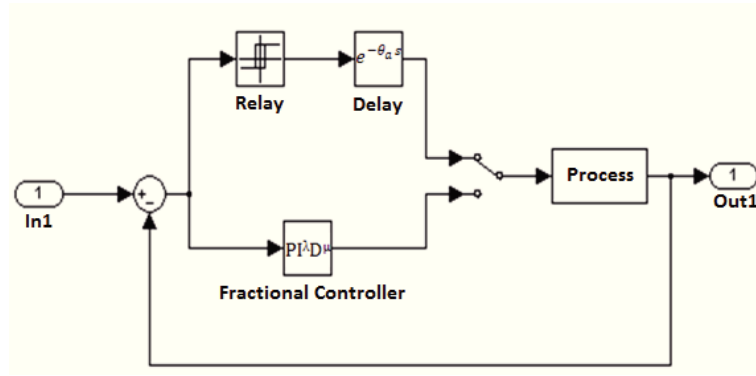 e^{-θ_a s}
Relay
Delay
1
In1
+
−
Process
1
Out1
PI^λD^μ
Fractional Controller